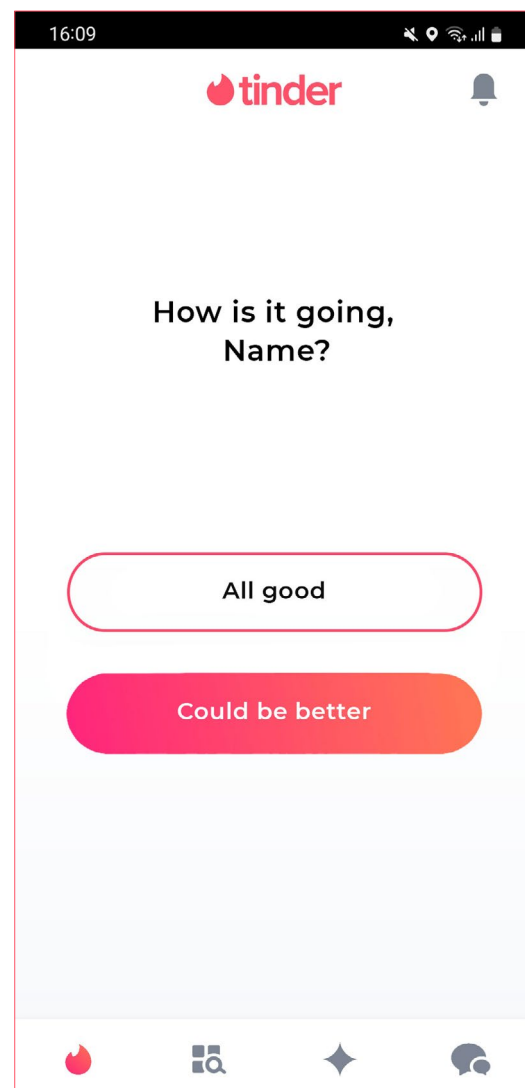 16:09
tinder
How is it going,
Name?
All good
Could be better